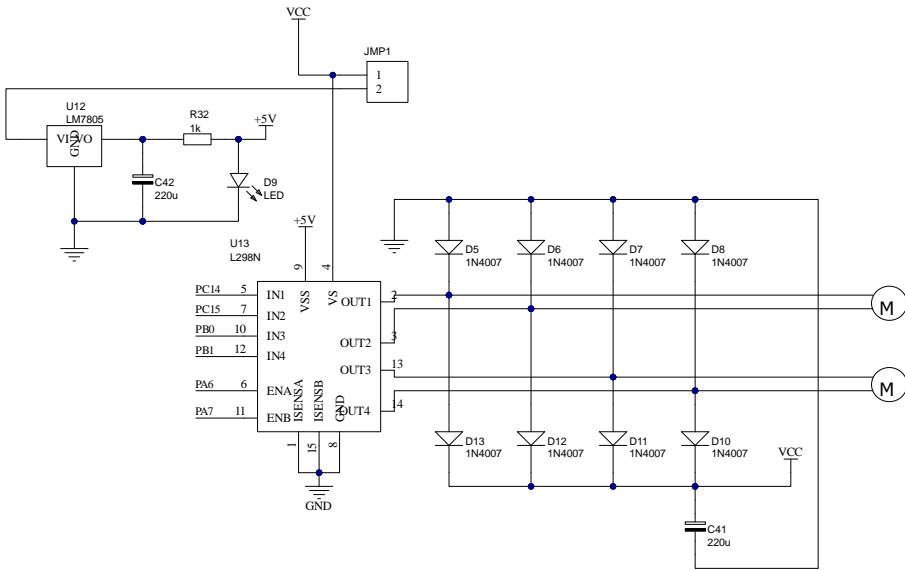 VCC
JMP1
1
2
U12
LM7805
VI VO
GND
R32
1k
+5V
C42
220u
D9
LED
+5V
U13
L298N
9
4
VSS
VS
PC14 5 IN1
PC15 7 IN2
PB0 10 IN3
PB1 12 IN4
PA6 6 ENA
PA7 11 ENB
OUT1 2
OUT2 3
OUT3 13
OUT4 14
ISENSA
ISENSB
GND
1
15
8
GND
D5
1N4007
D6
1N4007
D7
1N4007
D8
1N4007
M
M
D13
1N4007
D12
1N4007
D11
1N4007
D10
1N4007
VCC
C41
220u